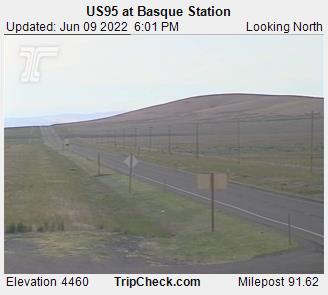 US95 at Basque Station
Updated: Jun 09 2022 6:01 PM Looking North
Elevation 4460 TripCheck.com Milepost 91.62